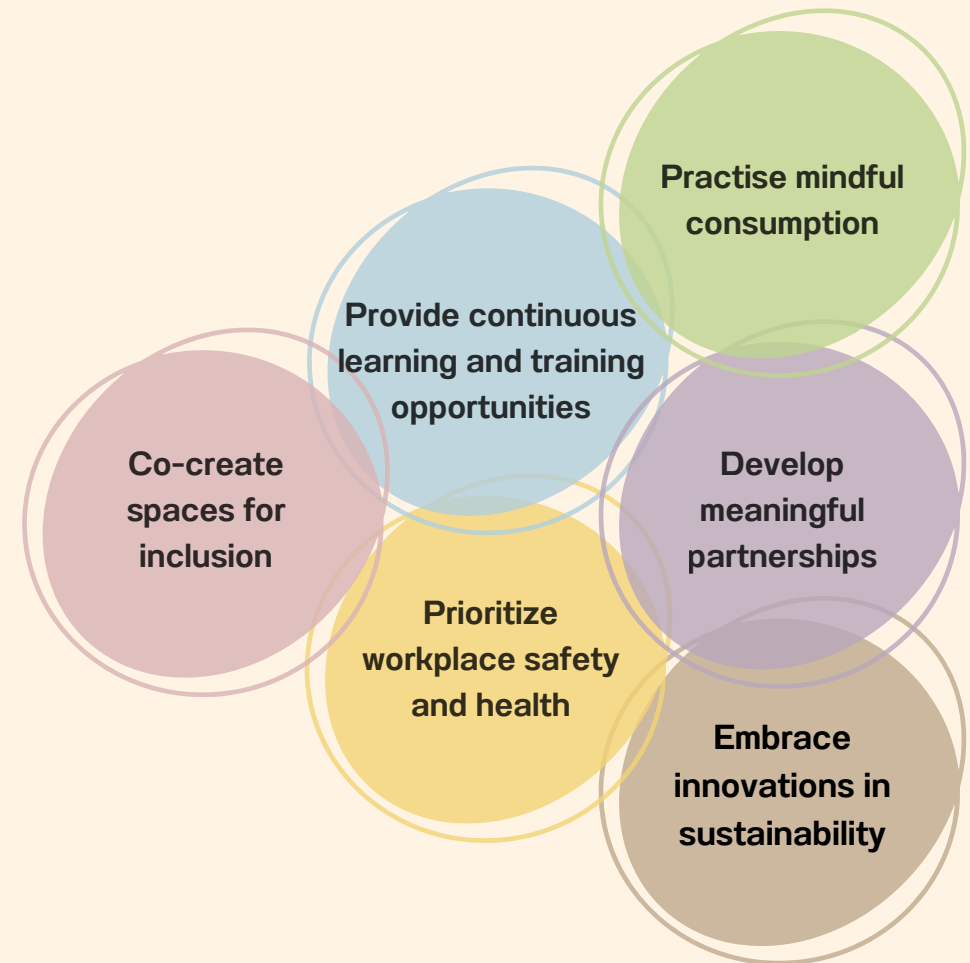 Practise mindful
consumption
Provide continuous
learning and training
opportunities
Co-create
spaces for
inclusion
Develop
meaningful
partnerships
Prioritize
workplace safety
and health
Embrace
innovations in
sustainability